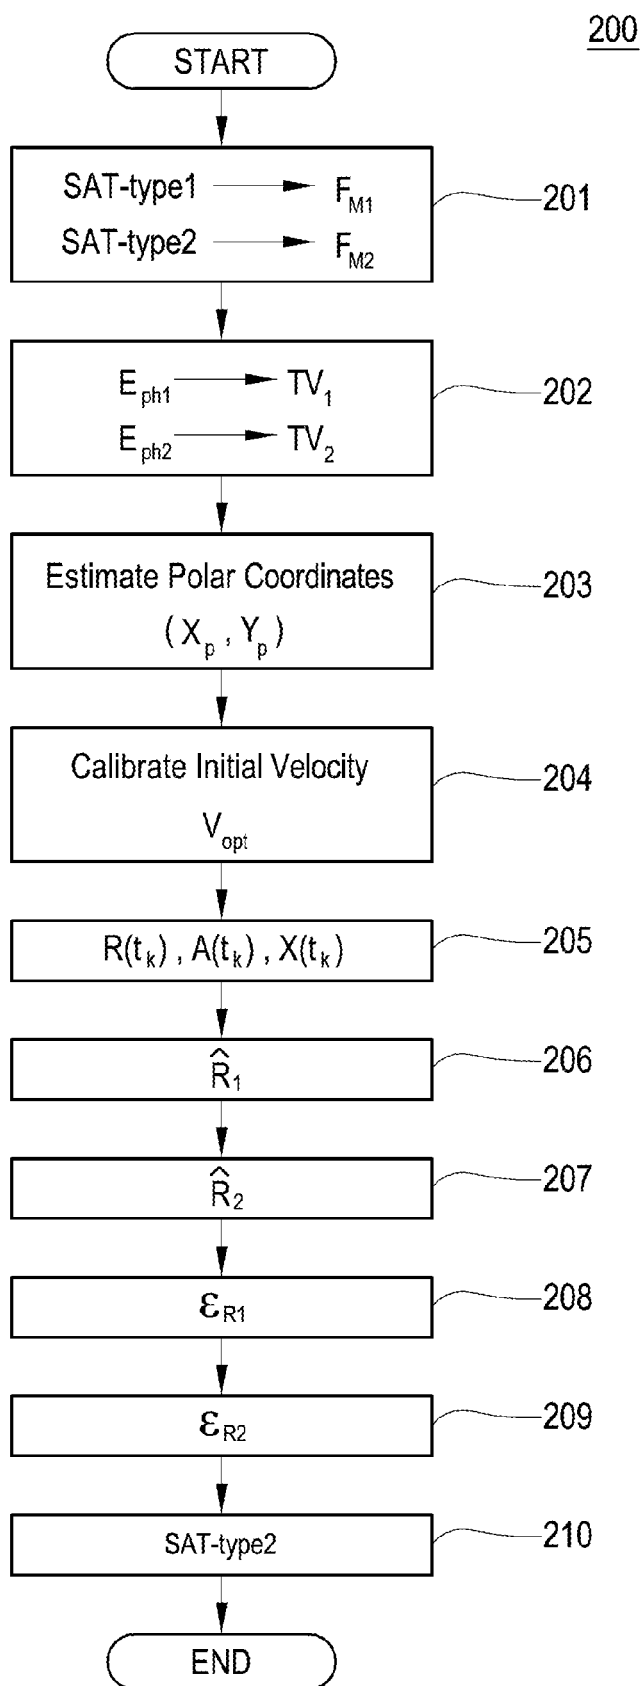 200
START
SAT-type1 → F_M1
SAT-type2 → F_M2
201
E_ph1 → TV_1
E_ph2 → TV_2
202
Estimate Polar Coordinates
( X_p , Y_p )
203
Calibrate Initial Velocity
V_opt
204
R(t_k) , A(t_k) , X(t_k)
205
R̂_1
206
R̂_2
207
ε_R1
208
ε_R2
209
SAT-type2
210
END